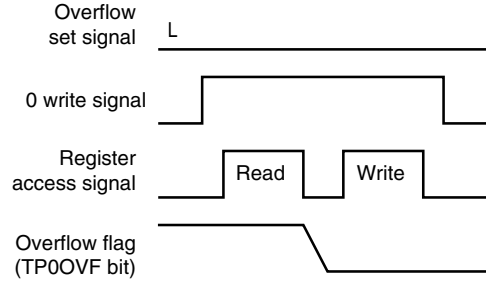 Overflow
set signal
L
0 write signal
Register
access signal
Read
Write
Overflow flag
(TP0OVF bit)